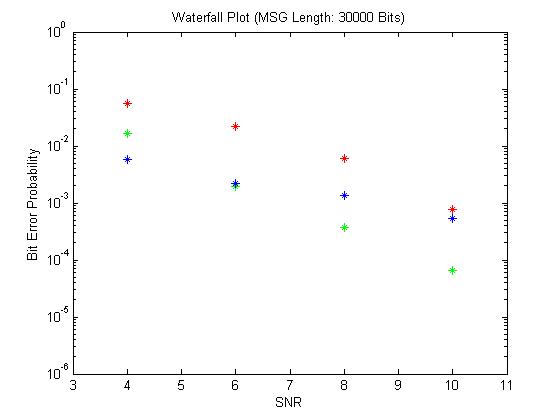 Waterfall Plot (MSG Length: 30000 Bits)
10^0
10^-1
10^-2
10^-3
10^-4
10^-5
10^-6
Bit Error Probability
3 4 5 6 7 8 9 10 11
SNR